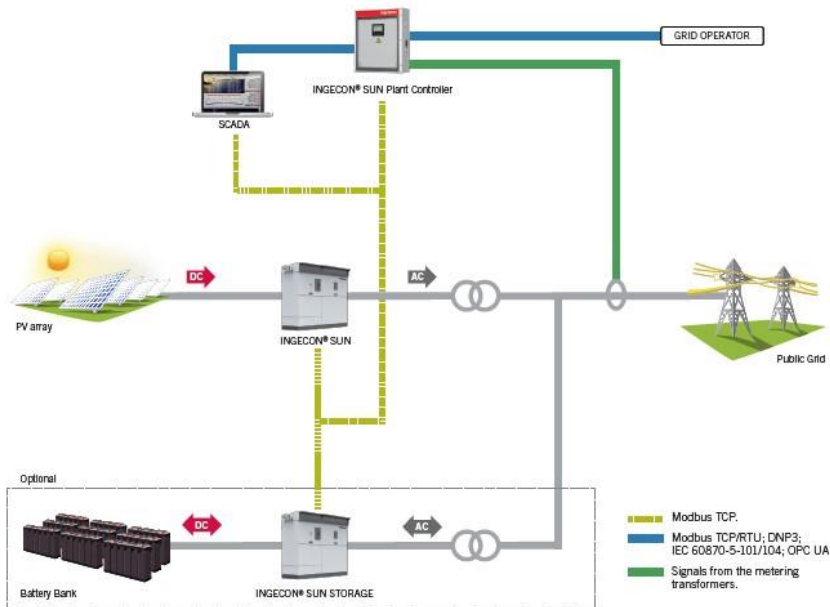 GRID OPERATOR
INGECON® SUN Plant Controller
SCADA
DC
AC
PV array
INGECON® SUN
Public Grid
Optional
DC
AC
Battery Bank
INGECON® SUN STORAGE
Modbus TCP.
Modbus TCP/RTU; DNP3;
IEC 60870-5-101/104; OPC UA
Signals from the metering
transformers.